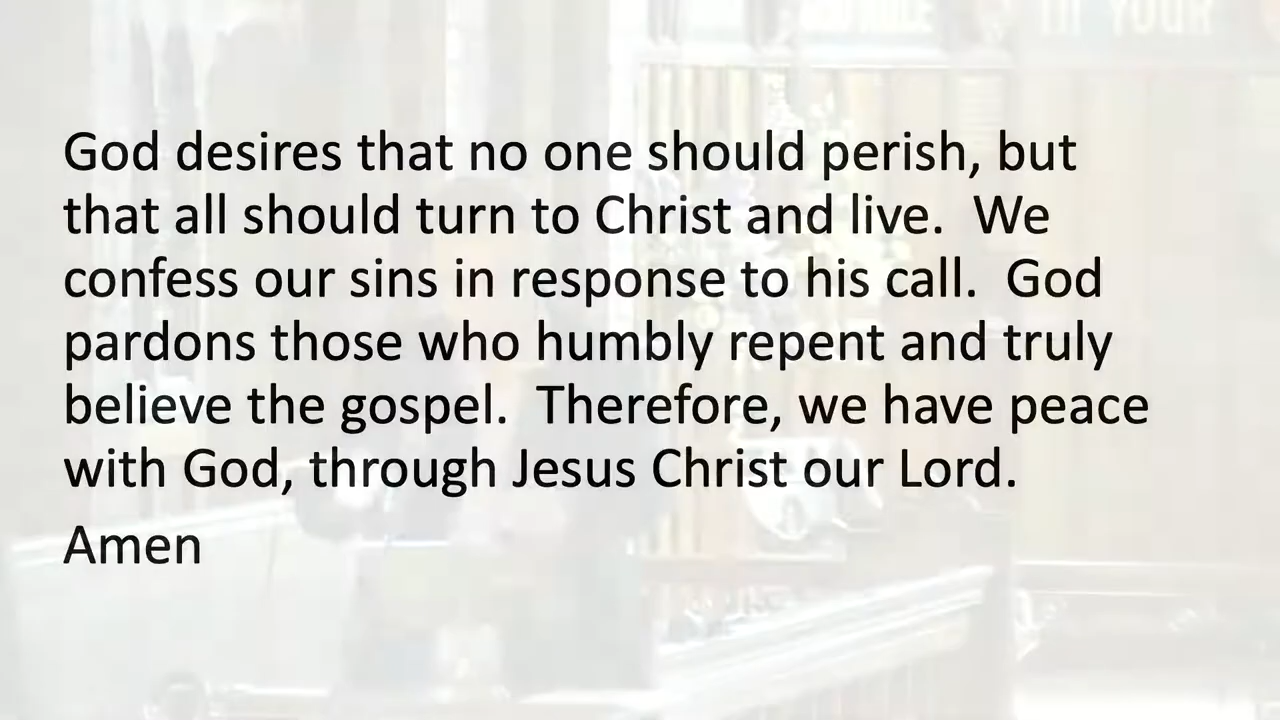 IN YOUR
God desires that no one should perish, but
that all should turn to Christ and live.  We
confess our sins in response to his call.  God
pardons those who humbly repent and truly
believe the gospel.  Therefore, we have peace
with God, through Jesus Christ our Lord.
Amen